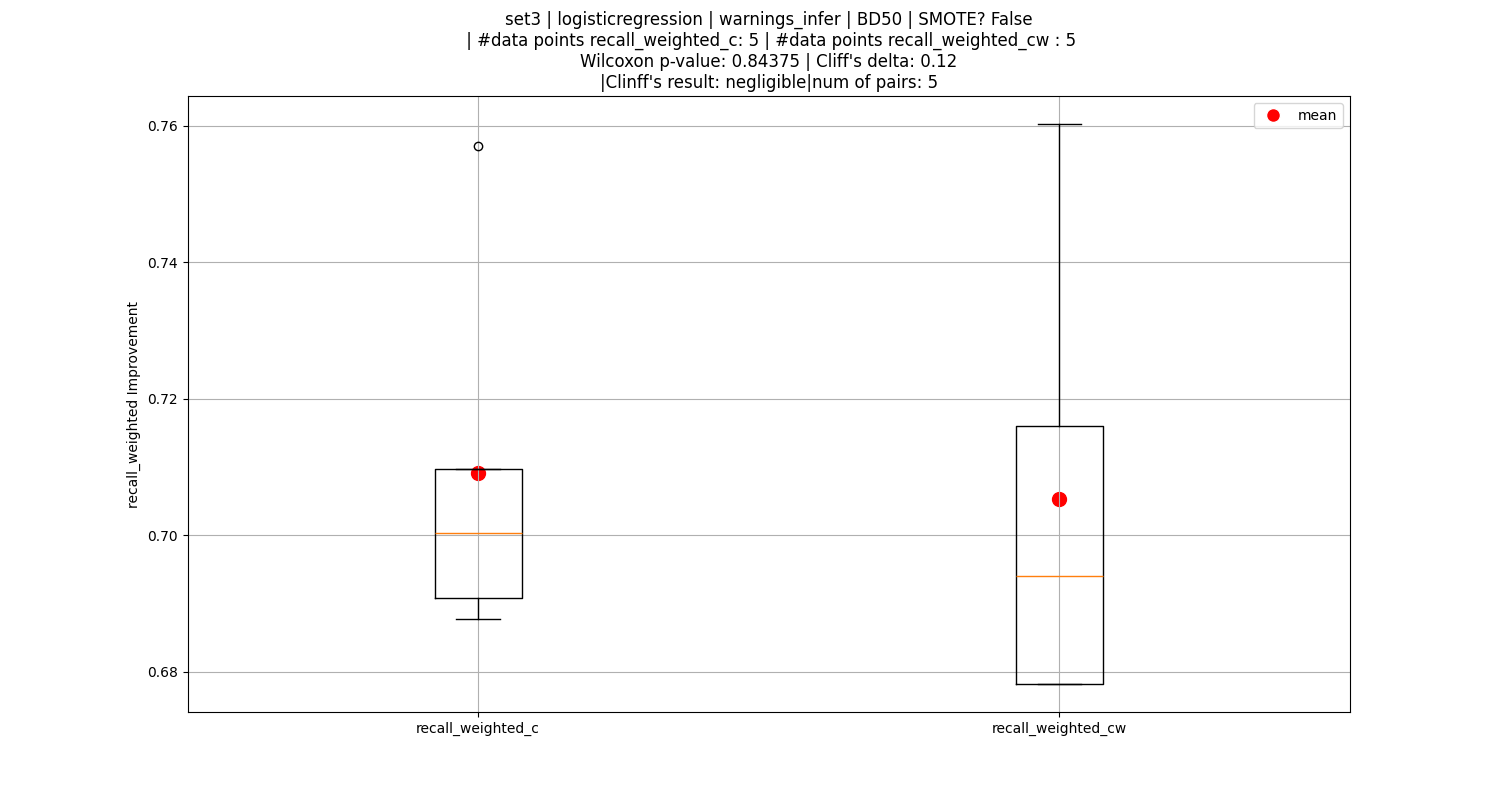 set3 | logisticregression | warnings_infer | BD50 | SMOTE? False
| #data points recall_weighted_c: 5 | #data points recall_weighted_cw : 5
Wilcoxon p-value: 0.84375 | Cliff's delta: 0.12
|Clinff's result: negligible|num of pairs: 5
mean
0.76
0.74
0.72
0.70
0.68
recall_weighted Improvement
recall_weighted_c
recall_weighted_cw